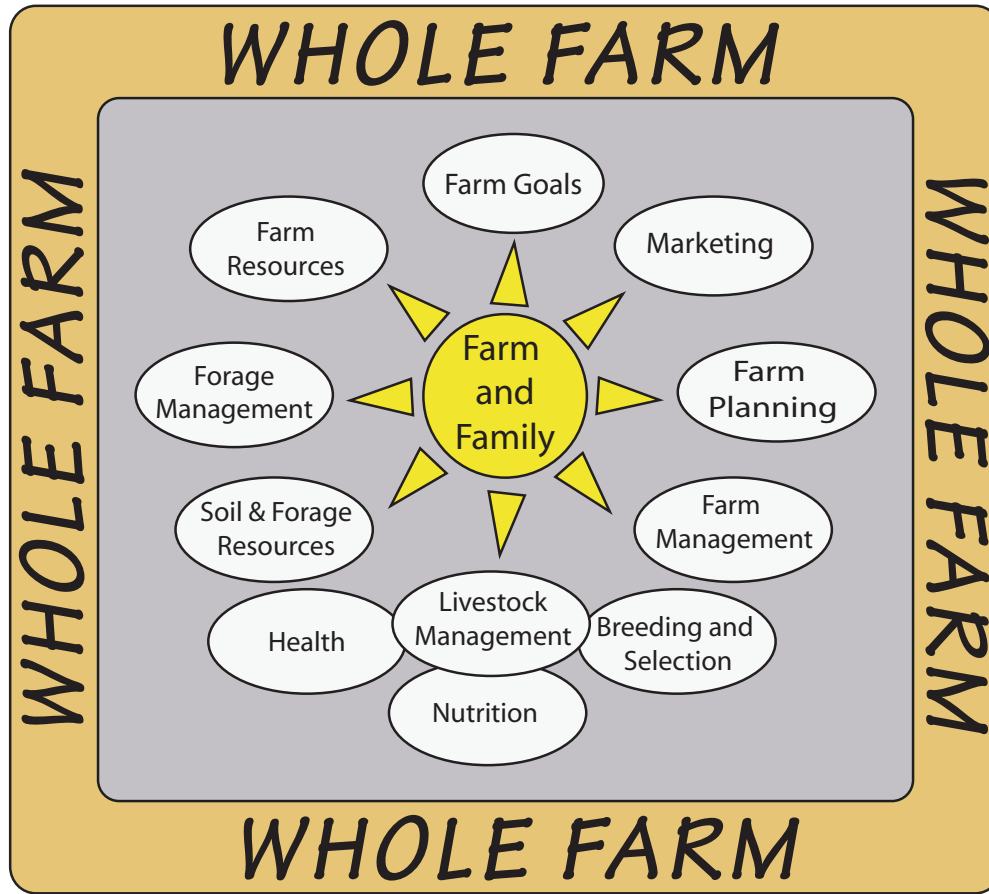 WHOLE FARM
Farm Goals
Farm
Resources
Marketing
WHOLE FARM
WHOLE FARM
Farm
and
Family
Forage
Management
Farm
Planning
Soil & Forage
Resources
Farm
Management
Health
Livestock
Management
Breeding and
Selection
Nutrition
WHOLE FARM